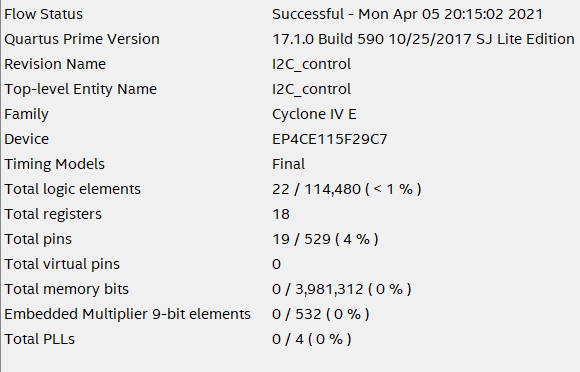 Flow Status Successful - Mon Apr 05 20:15:02 2021
Quartus Prime Version 17.1.0 Build 590 10/25/2017 SJ Lite Edition
Revision Name I2C_control
Top-level Entity Name I2C_control
Family Cyclone IV E
Device EP4CE115F29C7
Timing Models Final
Total logic elements 22 / 114,480 ( < 1 % )
Total registers 18
Total pins 19 / 529 ( 4 % )
Total virtual pins 0
Total memory bits 0 / 3,981,312 ( 0 % )
Embedded Multiplier 9-bit elements 0 / 532 ( 0 % )
Total PLLs 0 / 4 ( 0 % )